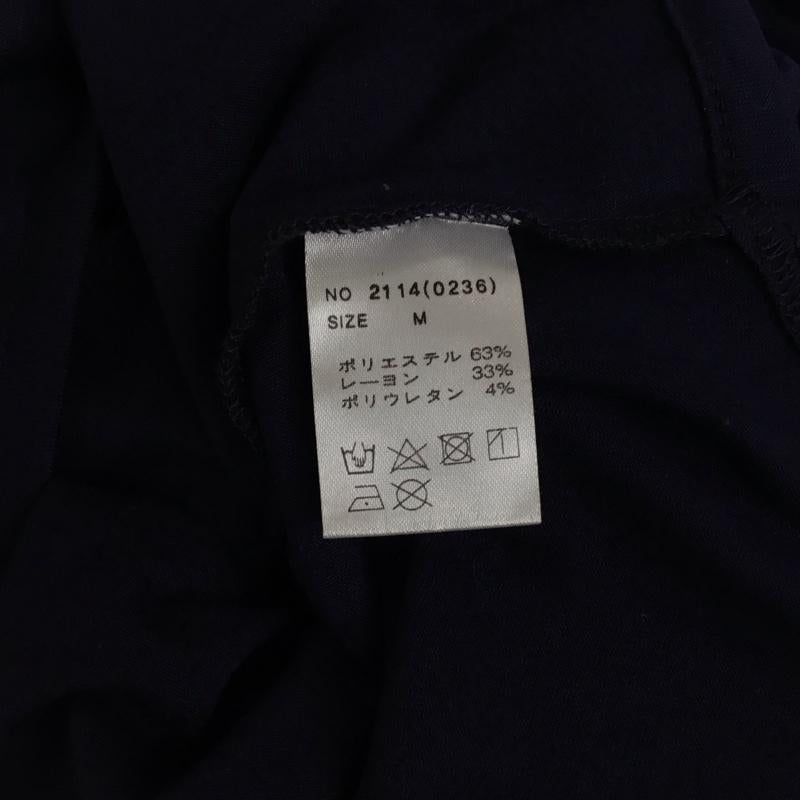 NO 2114(0236)
SIZE M
ポリエステル 63%
レーヨン 33%
ポリウレタン 4%